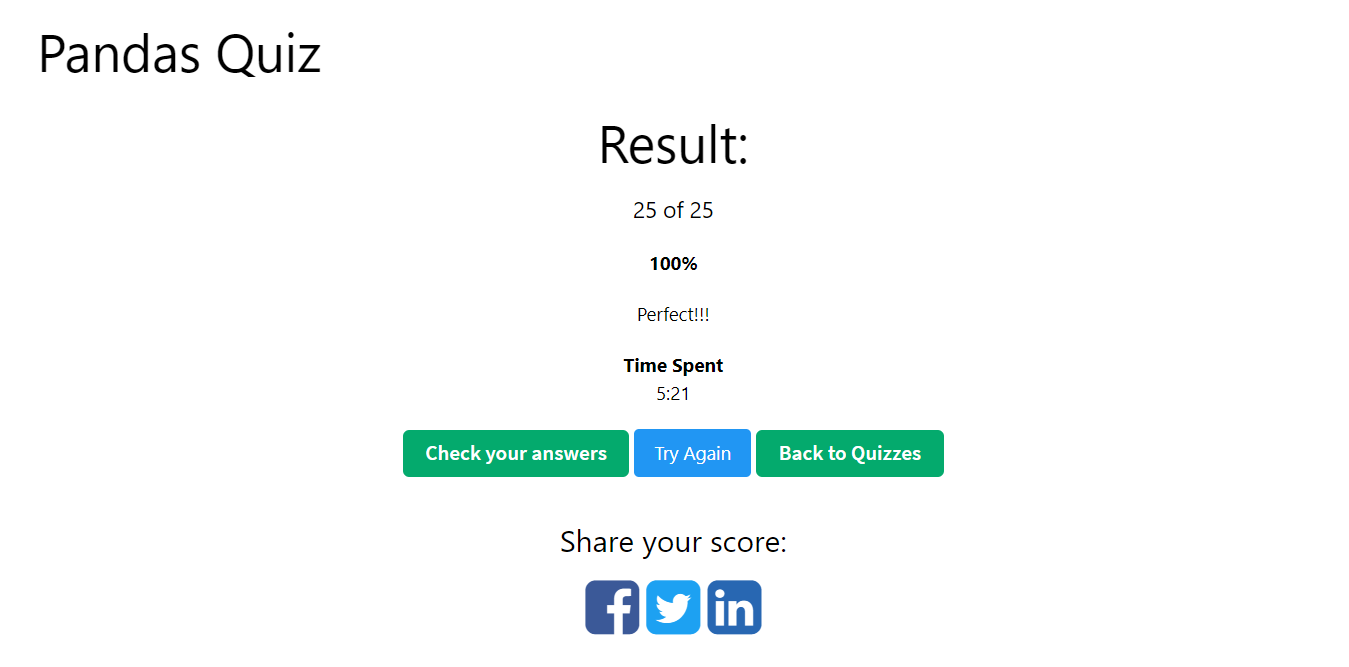 Pandas Quiz
Result:
25 of 25
100%
Perfect!!!
Time Spent
5:21
Check your answers Try Again Back to Quizzes
Share your score:
f in